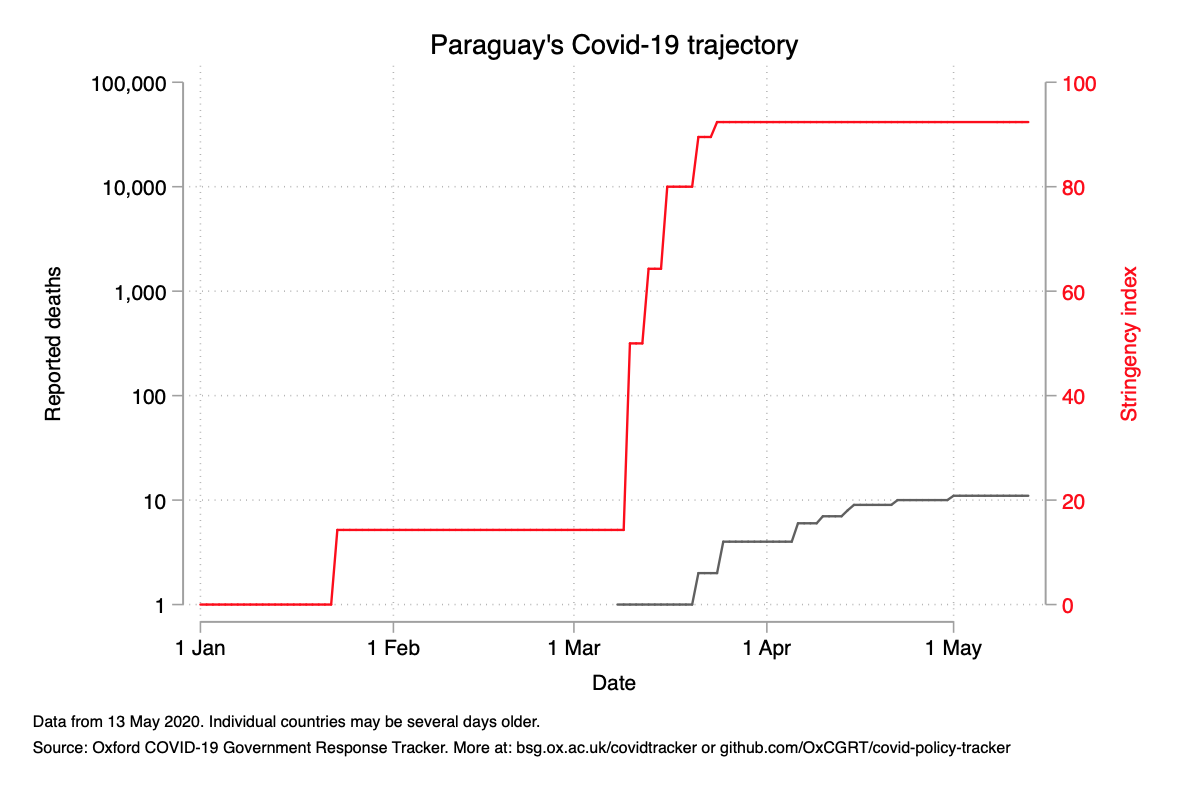 Paraguay's Covid-19 trajectory
100,000
10,000
1,000
100
10
1
Reported deaths
100
80
60
40
20
0
Stringency index
1 Jan
1 Feb
1 Mar
1 Apr
1 May
Date
Data from 13 May 2020. Individual countries may be several days older.
Source: Oxford COVID-19 Government Response Tracker. More at: bsg.ox.ac.uk/covidtracker or github.com/OxCGRT/covid-policy-tracker